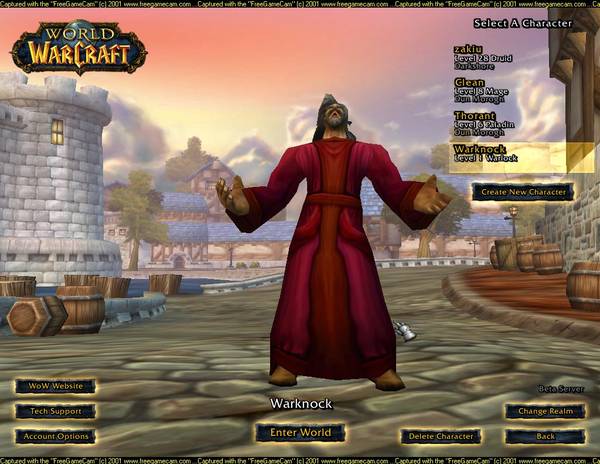 ..Captured with the "FreeGameCam" (c) 2001 www.freegamecam.com ... Captured with the "FreeGameCam" (c) 2001 www.freegamecam.com ... Captured with the "FreeGameCam" (c) 2001 www.freegamecam.com ..
WORLD
OF
WARCRAFT
Select A Character
zakiu
Level 28 Druid
Darkshore
Clean
Level 8 Mage
Dun Morogh
Thorant
Level 6 Paladin
Dun Morogh
Warknock
Level 1 Warlock
Create New Character
WoW Website
Tech Support
Account Options
Warknock
Enter World
Beta Server
Change Realm
Delete Character
Back
..Captured with the "FreeGameCam" (c) 2001 www.freegamecam.com ... Captured with the "FreeGameCam" (c) 2001 www.freegamecam.com ... Captured with the "FreeGameCam" (c) 2001 www.freegamecam.com ..